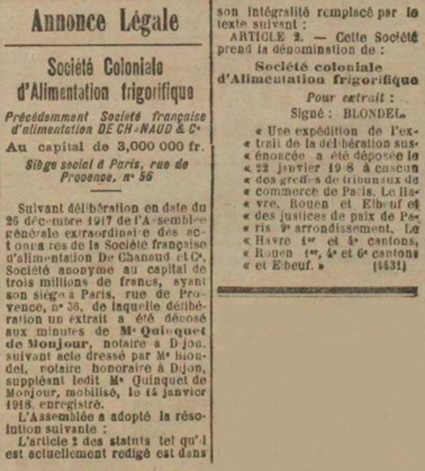 Annonce Légale
Société Coloniale
d'Alimentation frigorifique
Précédemment Société française
d'alimentation DE CHANAUD & Cᵉ
Au capital de 3,000,000 fr.
Siège social à Paris, rue de
Provence, nº 56
Suivant délibération en date du
26 décembre 1917 de l'Assemblée
générale extraordinaire des act
onnaires de la Société française
d'alimentation De Chanaud et Cⁱᵉ,
Société anonyme au capital de
trois millions de francs, ayant
son siège à Paris, rue de Pro-
vence, nº 56, de laquelle délibé-
ration un extrait a été déposé
aux minutes de Mᵉ Quinquet
de Monjour, notaire à Dijon,
suivant acte dressé par Mᵉ Blon-
del, notaire honoraire à Dijon,
suppléant ledit Mᵉ Quinquet de
Monjour, mobilisé, le 14 janvier
1918, enregistré.
L'Assemblée a adopté la réso-
lution suivante :
L'article 2 des statuts tel qu'il
est actuellement redigé est dans
son intégralité remplacé par le
texte suivant :
ARTICLE 2. — Cette Société
prend la dénomination de :
Société coloniale
d'Alimentation frigorifique
Pour extrait :
Signé : BLONDEL.
« Une expédition de l'ex-
« trait de la délibération sus-
« énoncée a été déposée le
« 22 janvier 1918 à chacun
« des greffes de tribunaux de
« commerce de Paris. Le Ha-
« vre, Rouen et Elbeuf et
« des justices de paix de Pa-
« ris 9ᵉ arrondissement, Le
« Havre 1ᵉʳ et 4ᵉ cantons,
« Rouen 1ᵉʳ, 4ᵉ et 6ᵉ cantons
« et Elbeuf. » (4431)